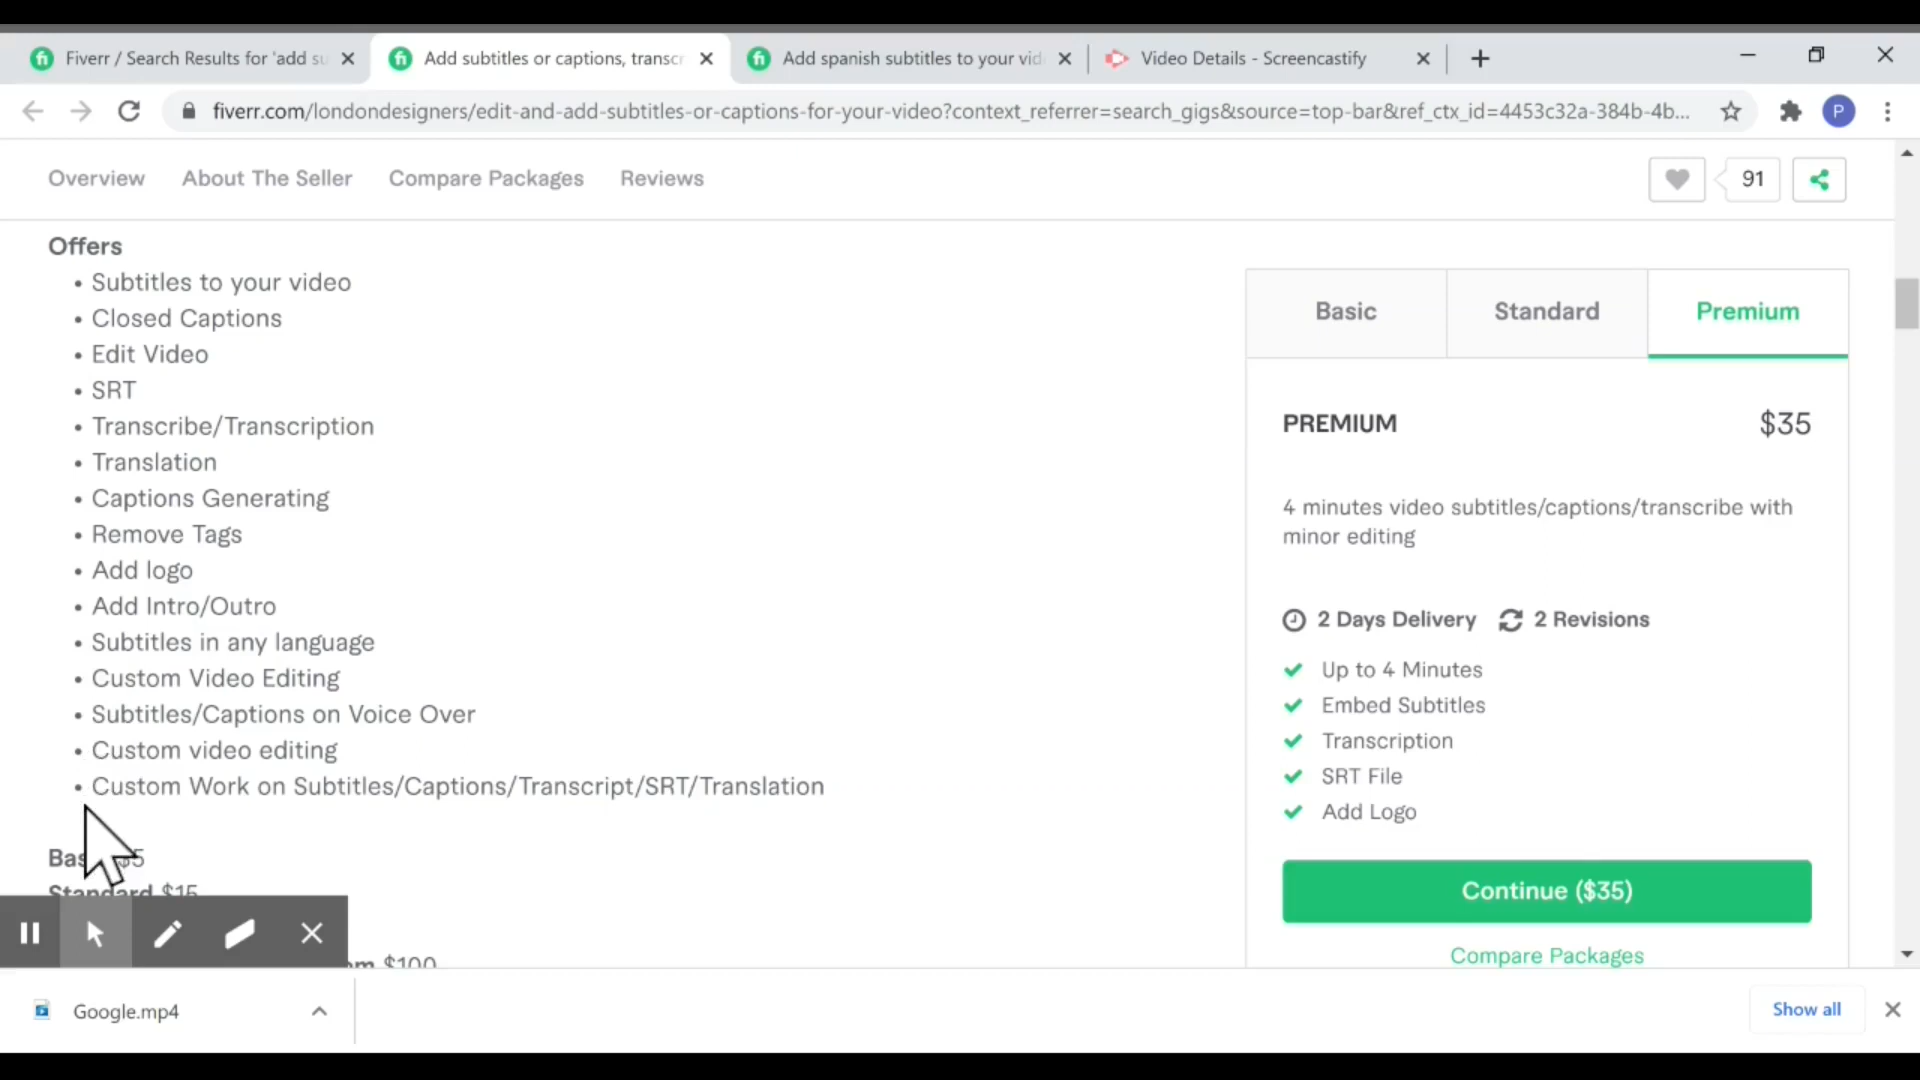 Fiverr / Search Results for 'add su
Add subtitles or captions, transcr
Add spanish subtitles to your vid
Video Details - Screencastify
fiverr.com/londondesigners/edit-and-add-subtitles-or-captions-for-your-video?context_referrer=search_gigs&source=top-bar&ref_ctx_id=4453c32a-384b-4b...
P
Overview About The Seller Compare Packages Reviews
91
Offers
• Subtitles to your video
• Closed Captions
• Edit Video
• SRT
• Transcribe/Transcription
• Translation
• Captions Generating
• Remove Tags
• Add logo
• Add Intro/Outro
• Subtitles in any language
• Custom Video Editing
• Subtitles/Captions on Voice Over
• Custom video editing
• Custom Work on Subtitles/Captions/Transcript/SRT/Translation
$5
Standard $15
$100
Basic Standard Premium
PREMIUM $35
4 minutes video subtitles/captions/transcribe with
minor editing
2 Days Delivery 2 Revisions
Up to 4 Minutes
Embed Subtitles
Transcription
SRT File
Add Logo
Continue ($35)
Compare Packages
Google.mp4
Show all